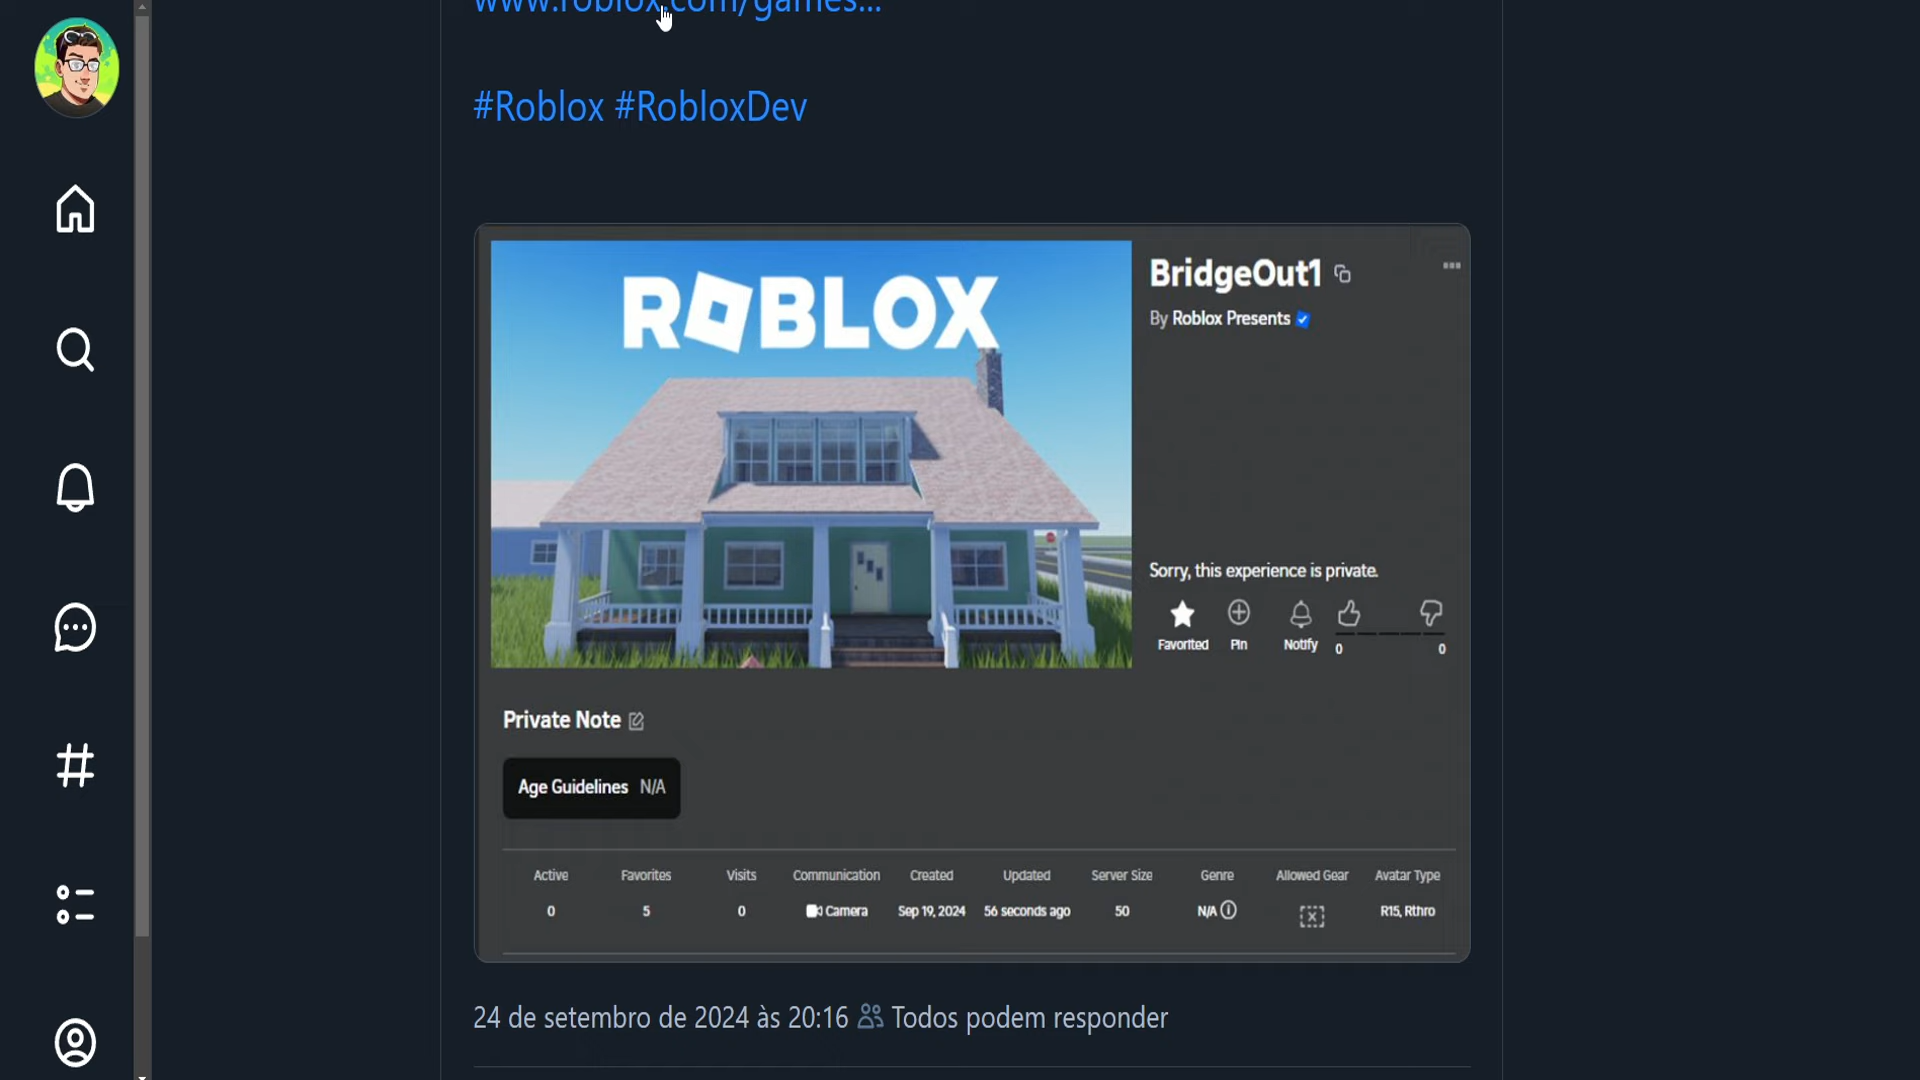 www.roblox.com/games...
#Roblox #RobloxDev
ROBLOX
BridgeOut1
By Roblox Presents
Sorry, this experience is private.
Favorited Pin Notify 0 0
Private Note
Age Guidelines N/A
Active Favorites Visits Communication Created Updated Server Size Genre Allowed Gear Avatar Type
0 5 0 Camera Sep 19, 2024 56 seconds ago 50 N/A R15, Rthro
24 de setembro de 2024 às 20:16 Todos podem responder